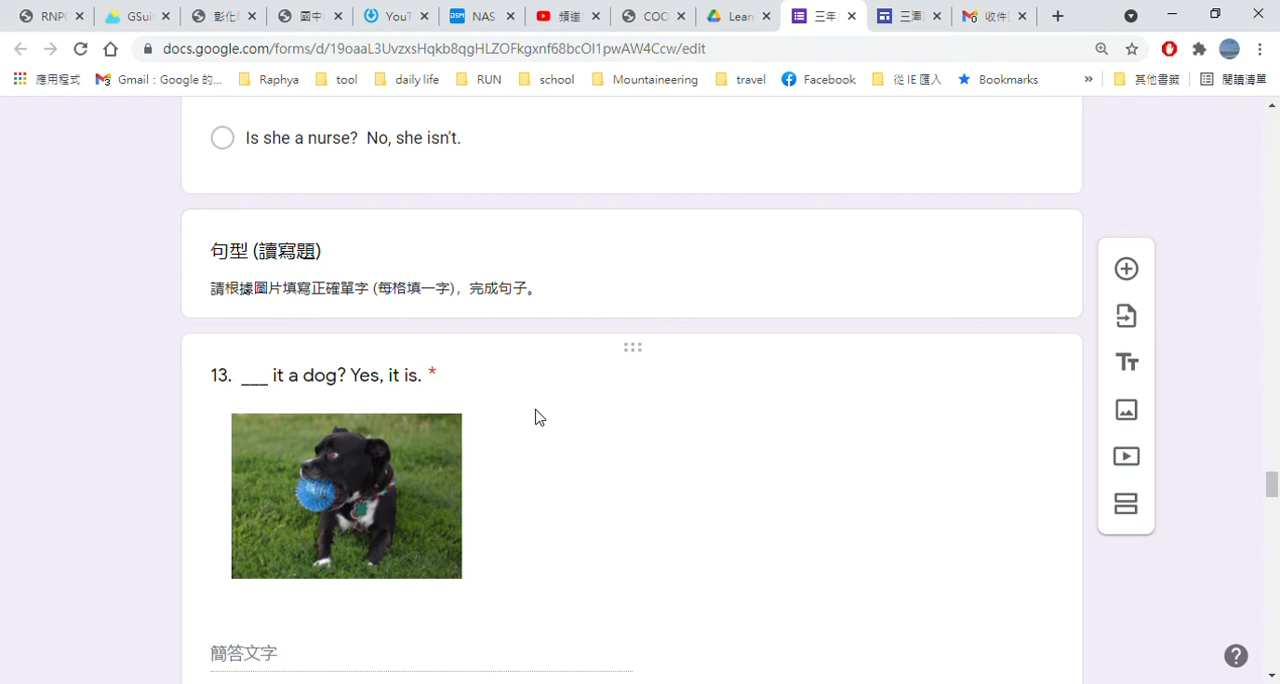 RNPC
GSui
彰化
國中
YouT
NAS
頻道
COC
Lear
三年
三潭
收件
docs.google.com/forms/d/19oaaL3UvzxsHqkb8qgHLZOFkgxnf68bcOI1pwAW4Ccw/edit
應用程式
Gmail：Google 的...
Raphya
tool
daily life
RUN
school
Mountaineering
travel
Facebook
從 IE 匯入
Bookmarks
»
其他書籤
閱讀清單
Is she a nurse? No, she isn't.
句型 (讀寫題)
請根據圖片填寫正確單字 (每格填一字)，完成句子。
13. ___ it a dog? Yes, it is. *
簡答文字